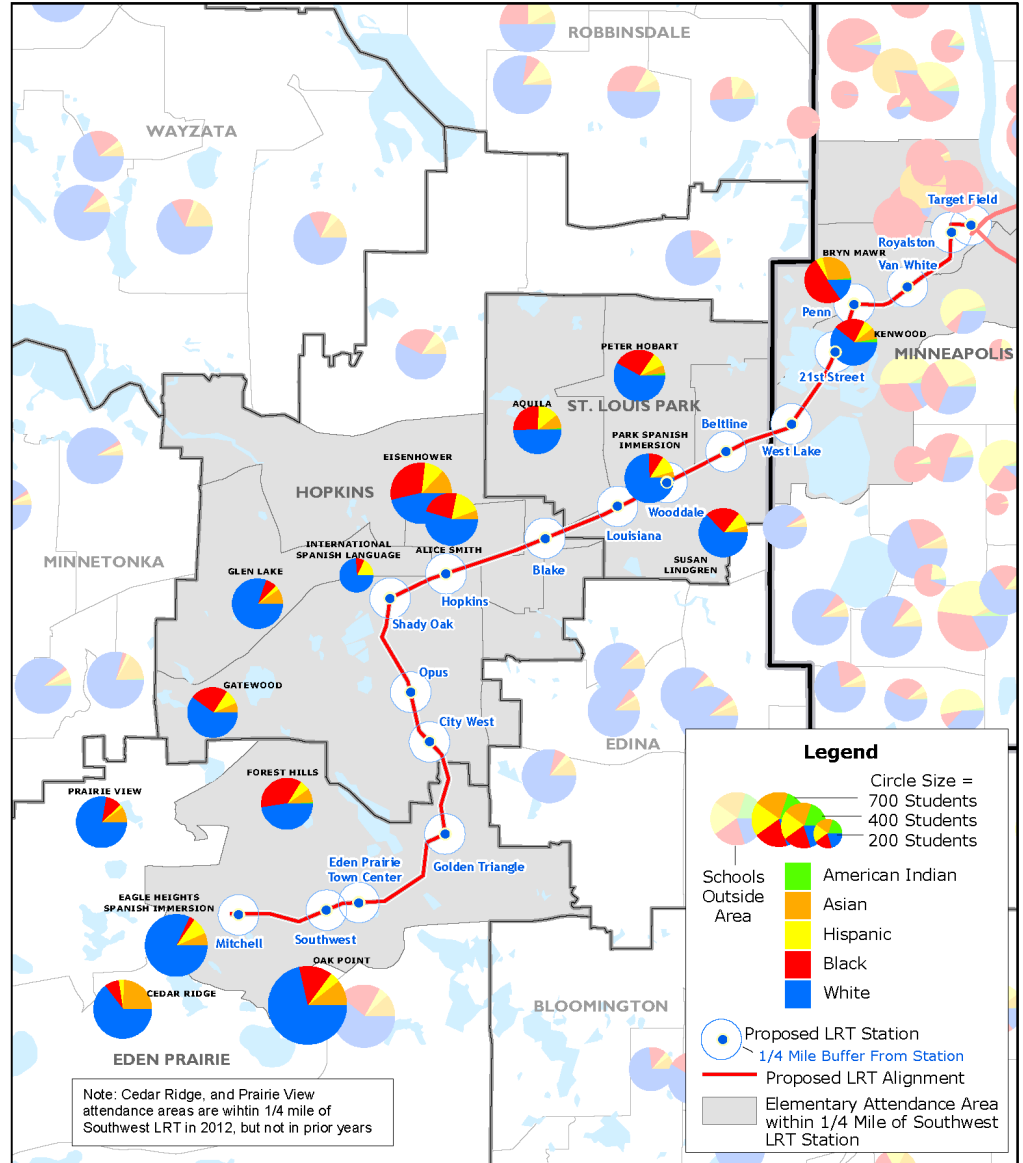 ROBBINSDALE
WAYZATA
Target Field
Royalston
BRYN MAWR
Van White
Penn
KENWOOD
MINNEAPOLIS
21st Street
PETER HOBART
AQUILA
ST. LOUIS PARK
Beltline
PARK SPANISH
IMMERSION
West Lake
EISENHOWER
HOPKINS
Wooddale
Louisiana
INTERNATIONAL
SPANISH LANGUAGE
ALICE SMITH
SUSAN
LINDGREN
MINNETONKA
Blake
GLEN LAKE
Hopkins
Shady Oak
Opus
GATEWOOD
City West
EDINA
FOREST HILLS
PRAIRIE VIEW
Golden Triangle
Eden Prairie
Town Center
EAGLE HEIGHTS
SPANISH IMMERSION
Mitchell
Southwest
OAK POINT
CEDAR RIDGE
BLOOMINGTON
EDEN PRAIRIE
Note: Cedar Ridge, and Prairie View
attendance areas are wihtin 1/4 mile of
Southwest LRT in 2012, but not in prior years
Legend
Circle Size =
700 Students
400 Students
200 Students
Schools
Outside
Area
American Indian
Asian
Hispanic
Black
White
Proposed LRT Station
1/4 Mile Buffer From Station
Proposed LRT Alignment
Elementary Attendance Area
within 1/4 Mile of Southwest
LRT Station